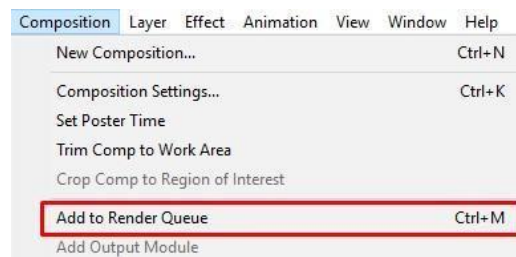 Composition Layer Effect Animation View Window Help
New Composition... Ctrl+N
Composition Settings... Ctrl+K
Set Poster Time
Trim Comp to Work Area
Crop Comp to Region of Interest
Add to Render Queue Ctrl+M
Add Output Module